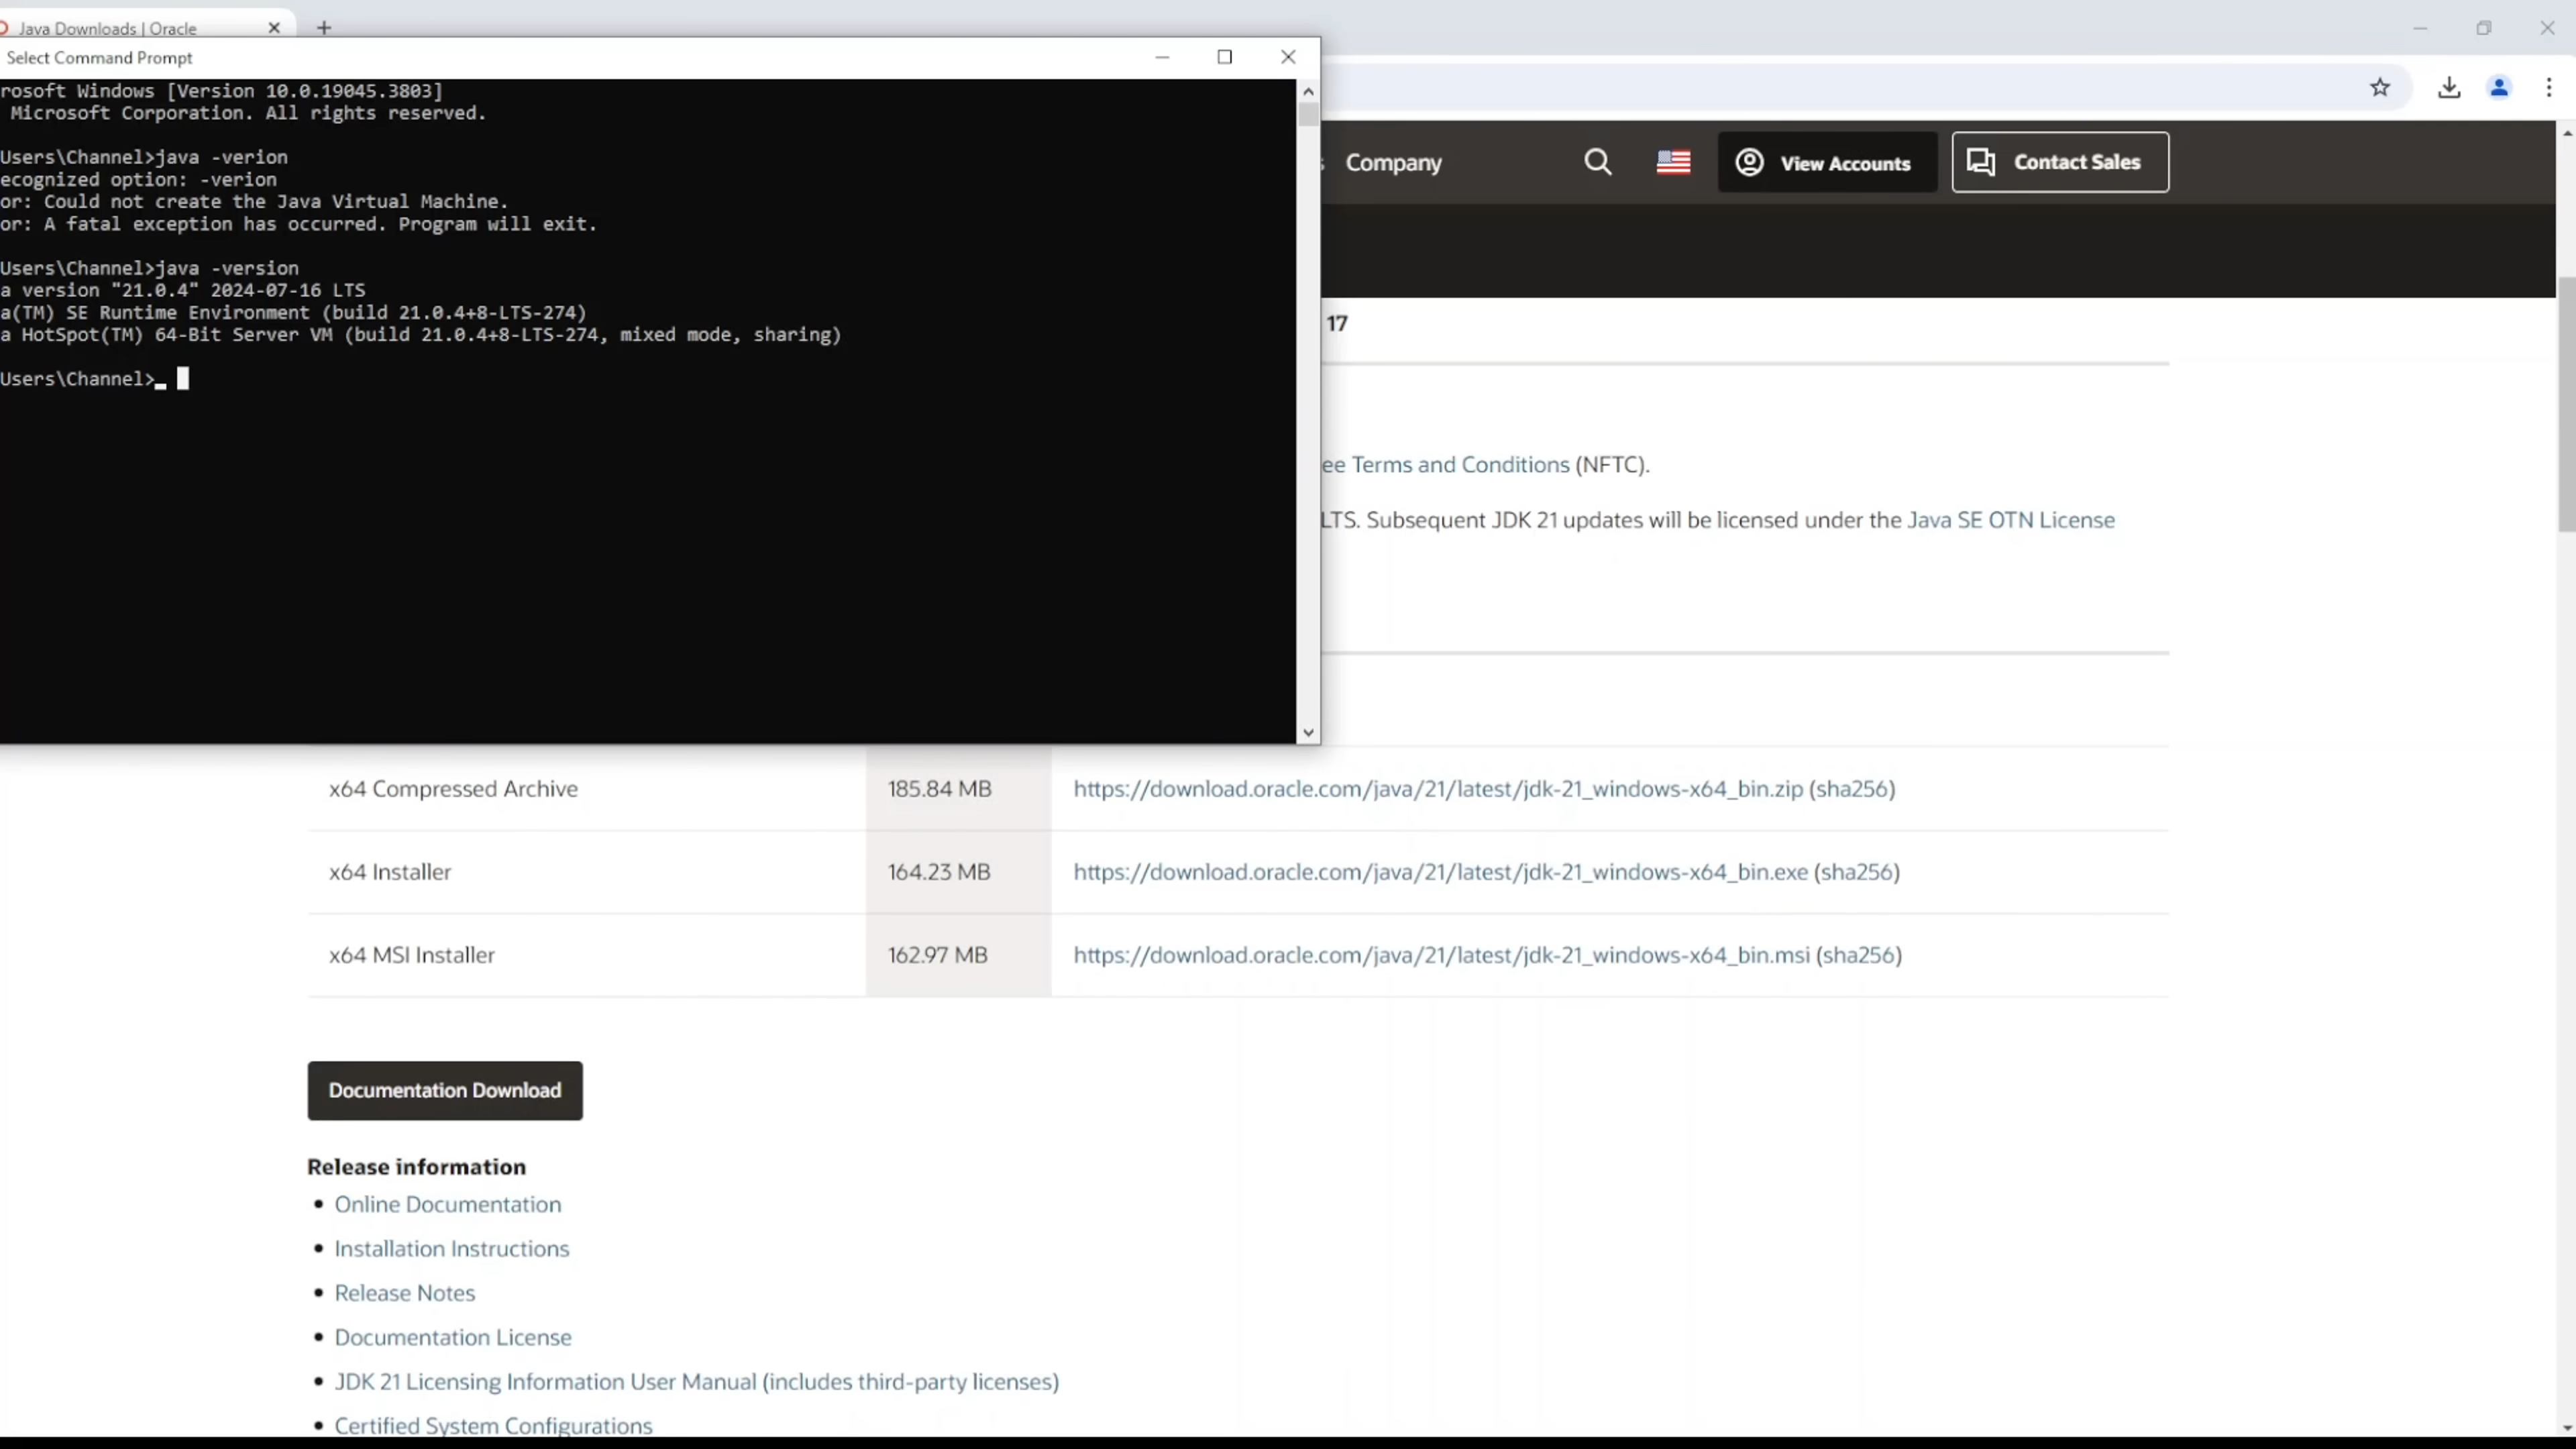 Java Downloads | Oracle
Select Command Prompt
rosoft Windows [Version 10.0.19045.3803]
Microsoft Corporation. All rights reserved.
Users\Channel>java -verion
ecognized option: -verion
or: Could not create the Java Virtual Machine.
or: A fatal exception has occurred. Program will exit.
Users\Channel>java -version
a version "21.0.4" 2024-07-16 LTS
a(TM) SE Runtime Environment (build 21.0.4+8-LTS-274)
a HotSpot(TM) 64-Bit Server VM (build 21.0.4+8-LTS-274, mixed mode, sharing)
Users\Channel>_
s Company
View Accounts
Contact Sales
17
ee Terms and Conditions (NFTC).
LTS. Subsequent JDK 21 updates will be licensed under the Java SE OTN License
x64 Compressed Archive 185.84 MB https://download.oracle.com/java/21/latest/jdk-21_windows-x64_bin.zip (sha256)
x64 Installer 164.23 MB https://download.oracle.com/java/21/latest/jdk-21_windows-x64_bin.exe (sha256)
x64 MSI Installer 162.97 MB https://download.oracle.com/java/21/latest/jdk-21_windows-x64_bin.msi (sha256)
Documentation Download
Release information
• Online Documentation
• Installation Instructions
• Release Notes
• Documentation License
• JDK 21 Licensing Information User Manual (includes third-party licenses)
• Certified System Configurations